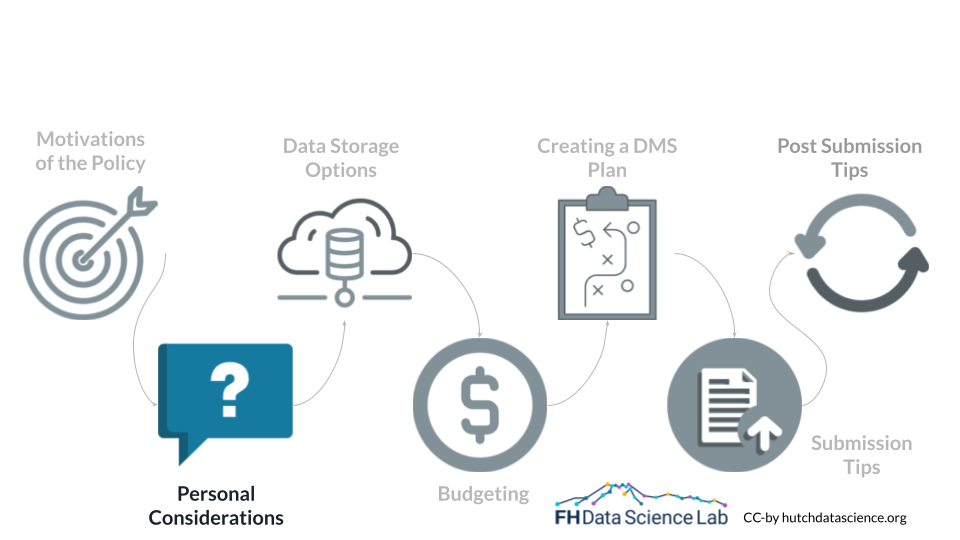 Motivations
of the Policy
Data Storage
Options
Creating a DMS
Plan
Post Submission
Tips
?
$
$
Personal
Considerations
Budgeting
Submission
Tips
FH Data Science Lab
CC-by hutchdatascience.org